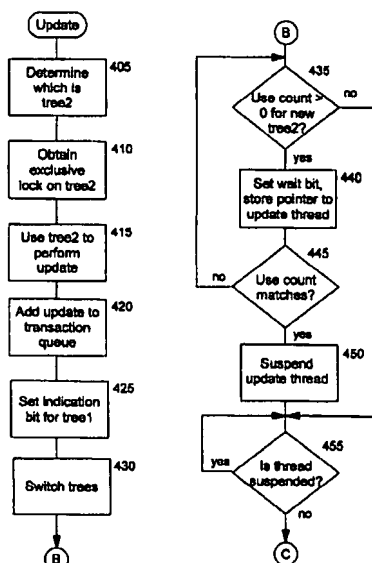 Update
405
Determine
which is
tree2
410
Obtain
exclusive
lock on tree2
415
Use tree2 to
perform
update
420
Add update to
transaction
queue
425
Set indication
bit for tree1
430
Switch trees
B
B
435
Use count >
0 for new
tree2?
no
yes
440
Set wait bit,
store pointer to
update thread
445
Use count
matches?
no
yes
450
Suspend
update thread
455
Is thread
suspended?
yes
no
C